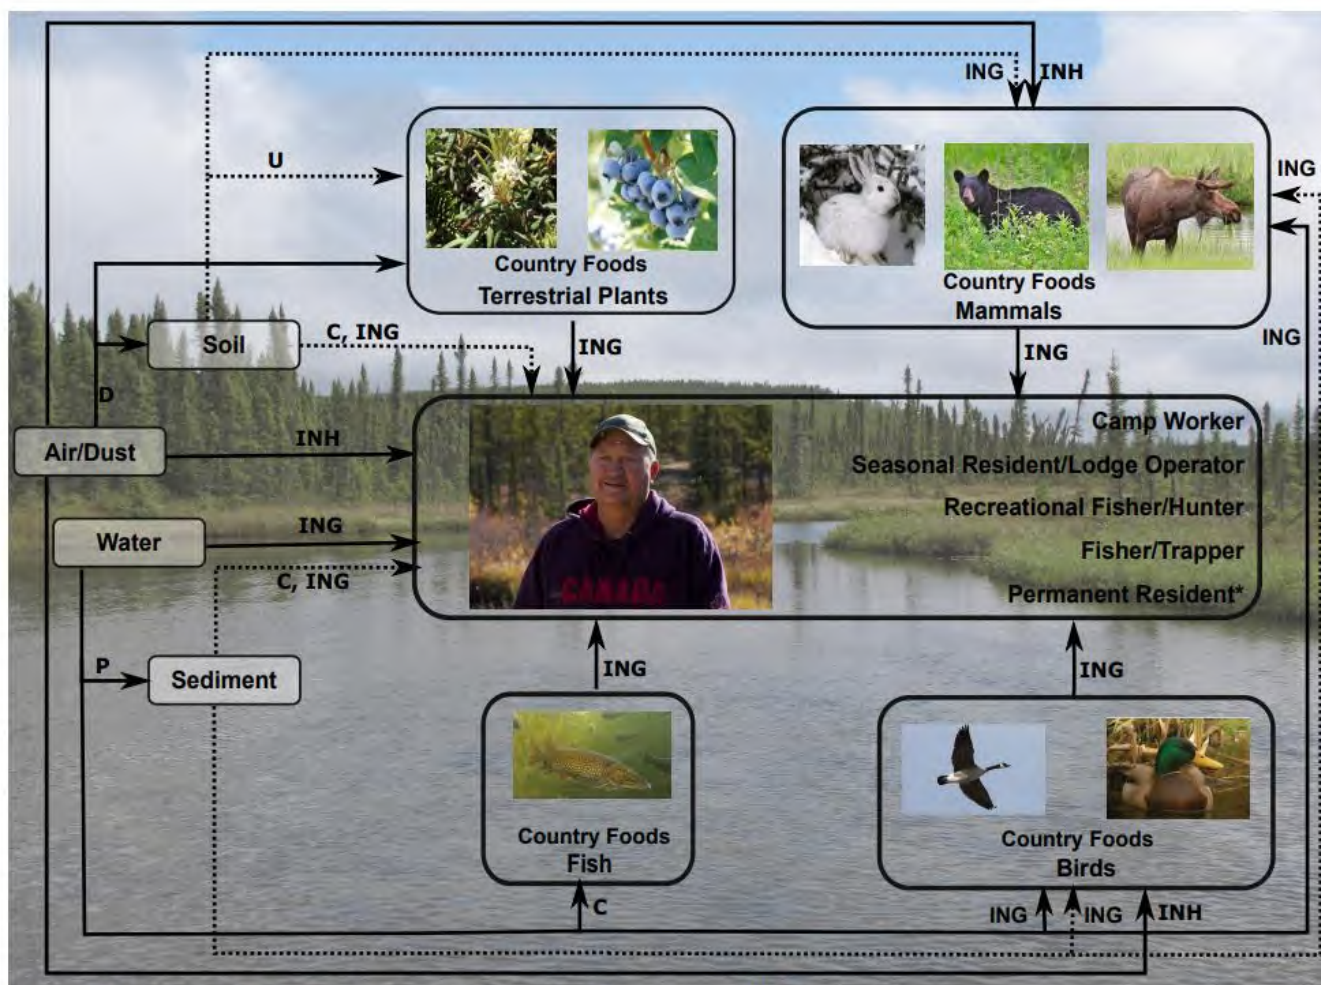 ING
INH
U
Country Foods
Terrestrial Plants
Country Foods
Mammals
ING
ING
Soil
C, ING
ING
ING
D
Air/Dust
INH
Camp Worker
Seasonal Resident/Lodge Operator
Recreational Fisher/Hunter
Fisher/Trapper
Permanent Resident*
CANADA
Water
ING
C, ING
P
Sediment
ING
ING
Country Foods
Fish
Country Foods
Birds
C
ING
ING
INH